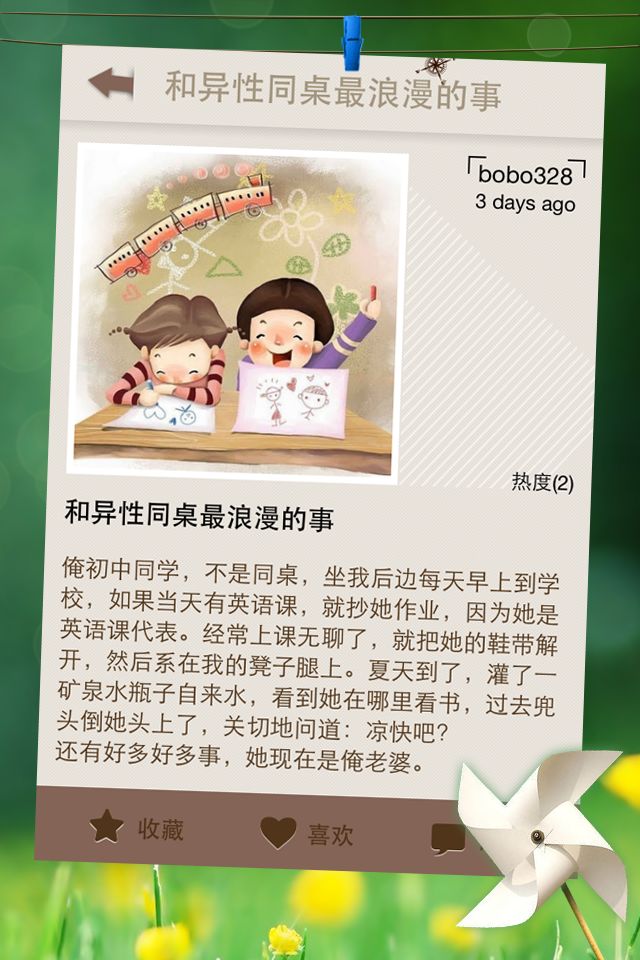 和异性同桌最浪漫的事
bobo328
3 days ago
热度(2)
和异性同桌最浪漫的事
俺初中同学，不是同桌，坐我后边每天早上到学
校，如果当天有英语课，就抄她作业，因为她是
英语课代表。经常上课无聊了，就把她的鞋带解
开，然后系在我的凳子腿上。夏天到了，灌了一
矿泉水瓶子自来水，看到她在哪里看书，过去兜
头倒她头上了，关切地问道：凉快吧？
还有好多好多事，她现在是俺老婆。
收藏
喜欢